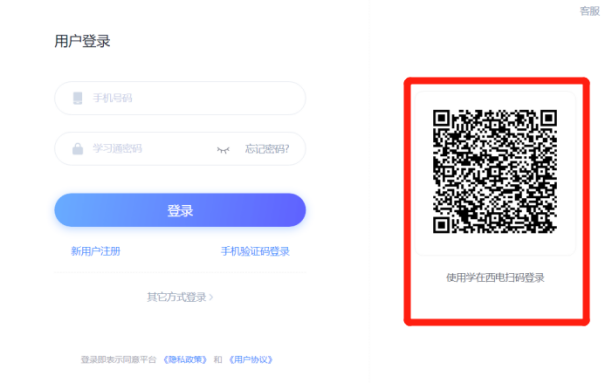 客服
用户登录
手机号码
学习通密码 忘记密码?
登录
新用户注册 手机验证码登录
其它方式登录 >
登录即表示同意平台 《隐私政策》 和 《用户协议》
使用学在西电扫码登录